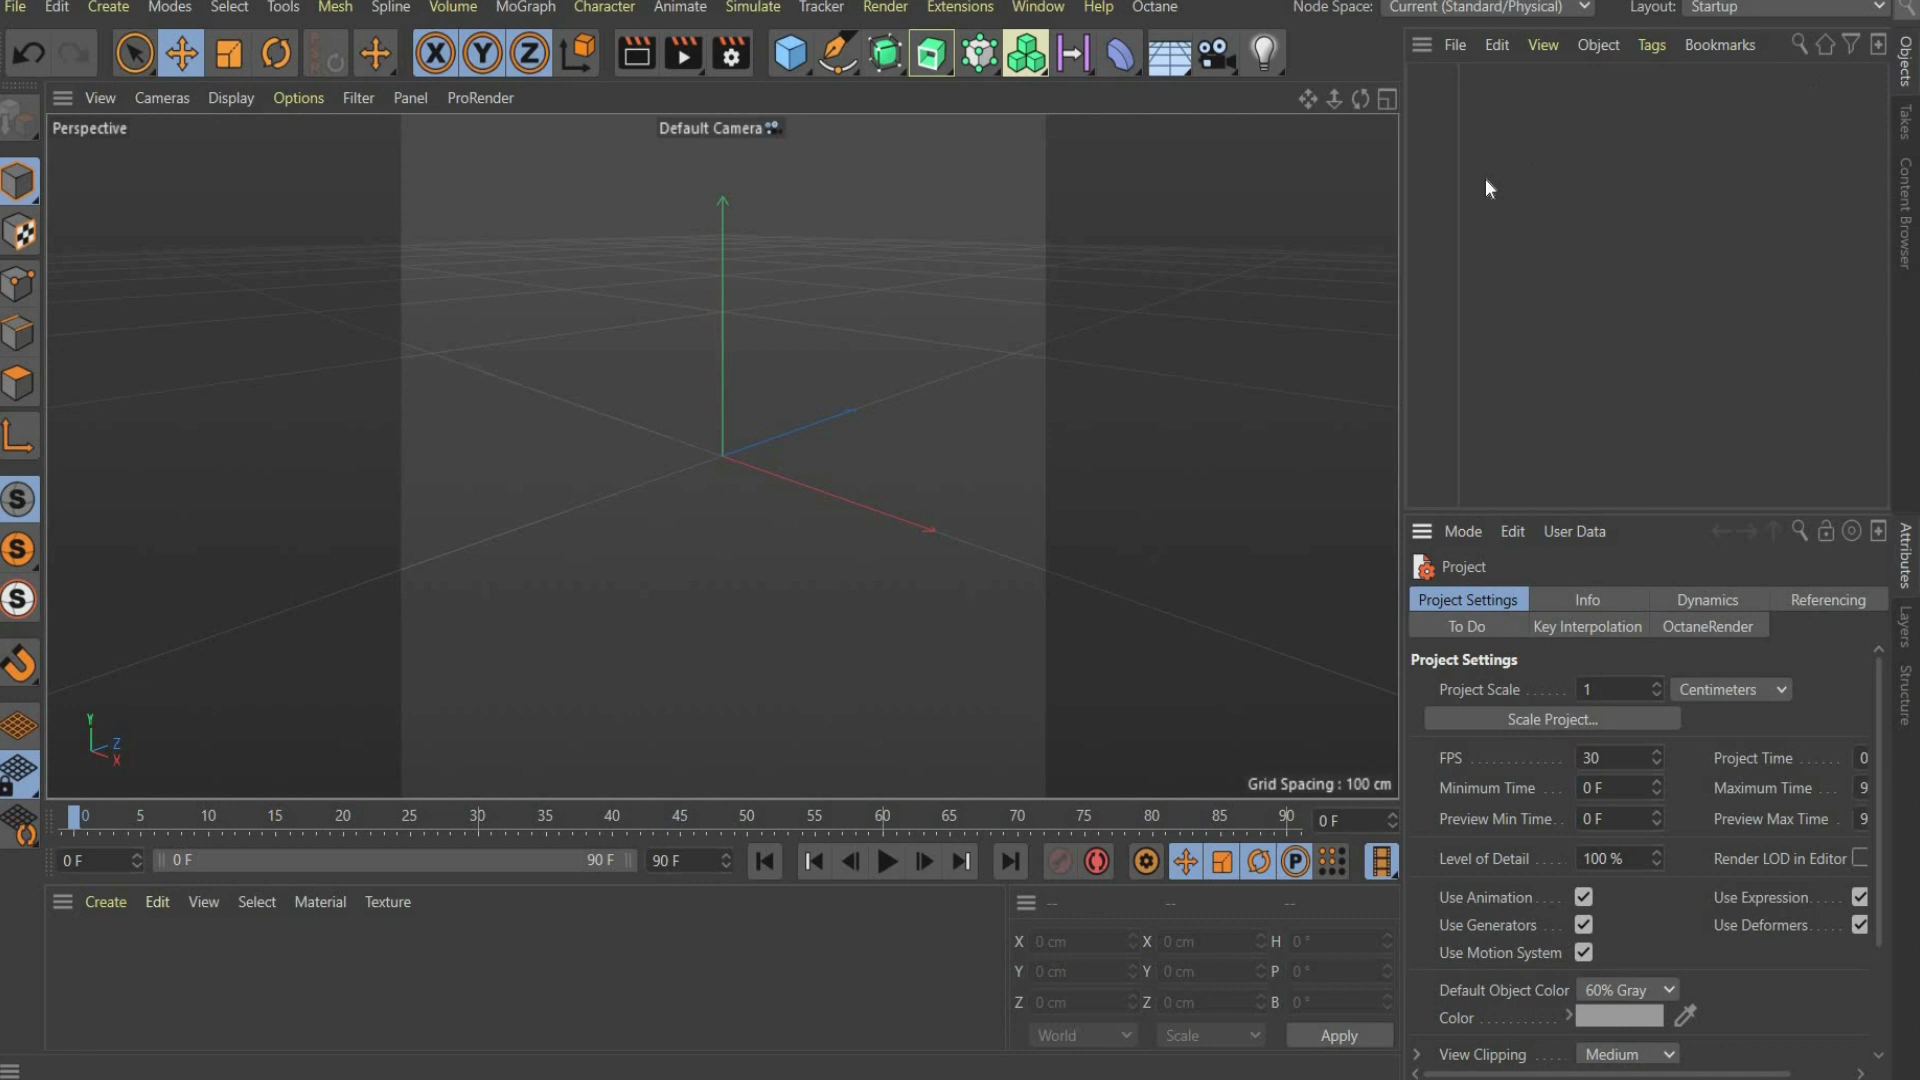 File Edit Create Modes Select Tools Mesh Spline Volume MoGraph Character Animate Simulate Tracker Render Extensions Window Help Octane Node Space: Current (Standard/Physical) Layout: Startup
PSR X Y Z
File Edit View Object Tags Bookmarks
Objects
Takes
Content Browser
View Cameras Display Options Filter Panel ProRender
Perspective
Default Camera
S
S
S
Y
Z
X
Grid Spacing : 100 cm
0 5 10 15 20 25 30 35 40 45 50 55 60 65 70 75 80 85 90 0 F
0 F 0 F 90 F 90 F P
Create Edit View Select Material Texture
-- -- --
X 0 cm X 0 cm H 0 °
Y 0 cm Y 0 cm P 0 °
Z 0 cm Z 0 cm B 0 °
World Scale Apply
Mode Edit User Data
Attributes
Layers
Structure
Project
Project Settings Info Dynamics Referencing
To Do Key Interpolation OctaneRender
Project Settings
Project Scale ...... 1 Centimeters
Scale Project...
FPS ............. 30 Project Time ...... 0
Minimum Time ... 0 F Maximum Time ... 9
Preview Min Time.. 0 F Preview Max Time . 9
Level of Detail ..... 100 % Render LOD in Editor
Use Animation.... Use Expression.....
Use Generators ... Use Deformers.....
Use Motion System
Default Object Color 60% Gray
Color ............
View Clipping ..... Medium